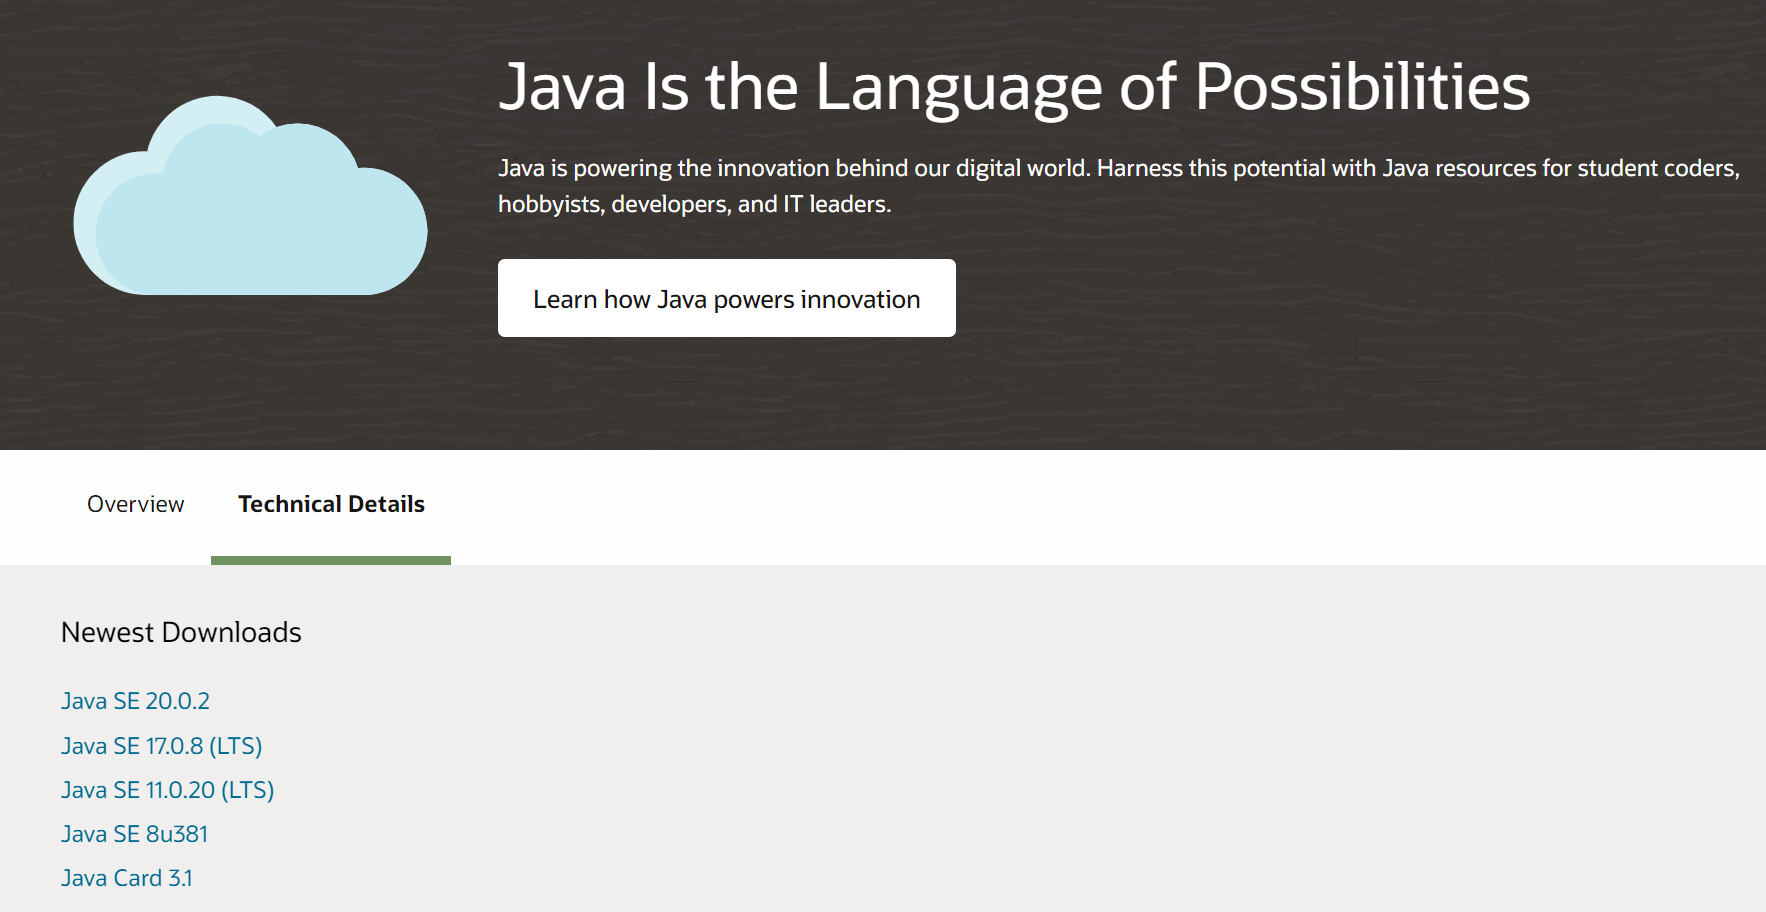 Java Is the Language of Possibilities
Java is powering the innovation behind our digital world. Harness this potential with Java resources for student coders,
hobbyists, developers, and IT leaders.
Learn how Java powers innovation
Overview
Technical Details
Newest Downloads
Java SE 20.0.2
Java SE 17.0.8 (LTS)
Java SE 11.0.20 (LTS)
Java SE 8u381
Java Card 3.1